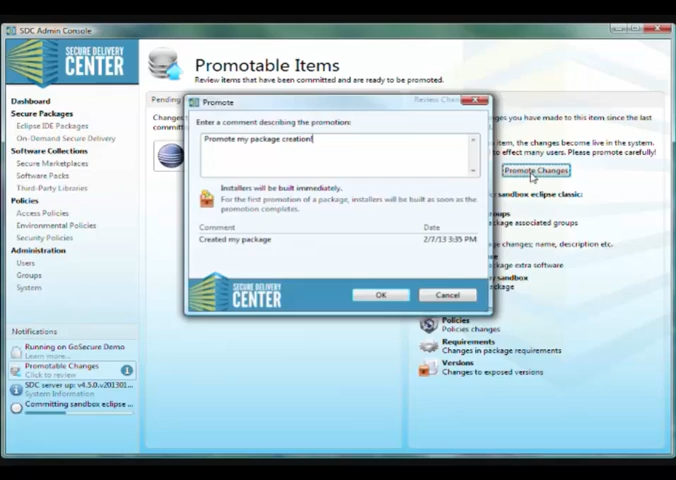 SDC Admin Console
SECURE DELIVERY
CENTER
Promotable Items
Review items that have been committed and are ready to be promoted.
Dashboard
Secure Packages
Eclipse IDE Packages
On-Demand Secure Delivery
Software Collections
Secure Marketplaces
Software Packs
Third-Party Libraries
Policies
Access Policies
Environmental Policies
Security Policies
Administration
Users
Groups
System
Notifications
Running on GoSecure Demo
Learn more...
Promotable Changes
Click to review
SDC server up: v4.5.0.v201301...
System Information
Committing sandbox eclipse ...
Pending
Review Chan
Change
commit
Promote
Enter a comment describing the promotion:
Promote my package creation!
Installers will be built immediately.
For the first promotion of a package, installers will be built as soon as the
promotion completes.
Comment
Date
Created my package
2/7/13 3:35 PM
SECURE DELIVERY
CENTER
OK
Cancel
es you have made to this item since the last
item, the changes become live in the system.
to effect many users. Please promote carefully!
Promote Changes
sandbox eclipse classic:
oups
package associated groups
ckage changes; name, description etc.
re
ckage extra software
y sandbox
ckage
Policies
Policies changes
Requirements
Changes in package requirements
Versions
Changes to exposed versions